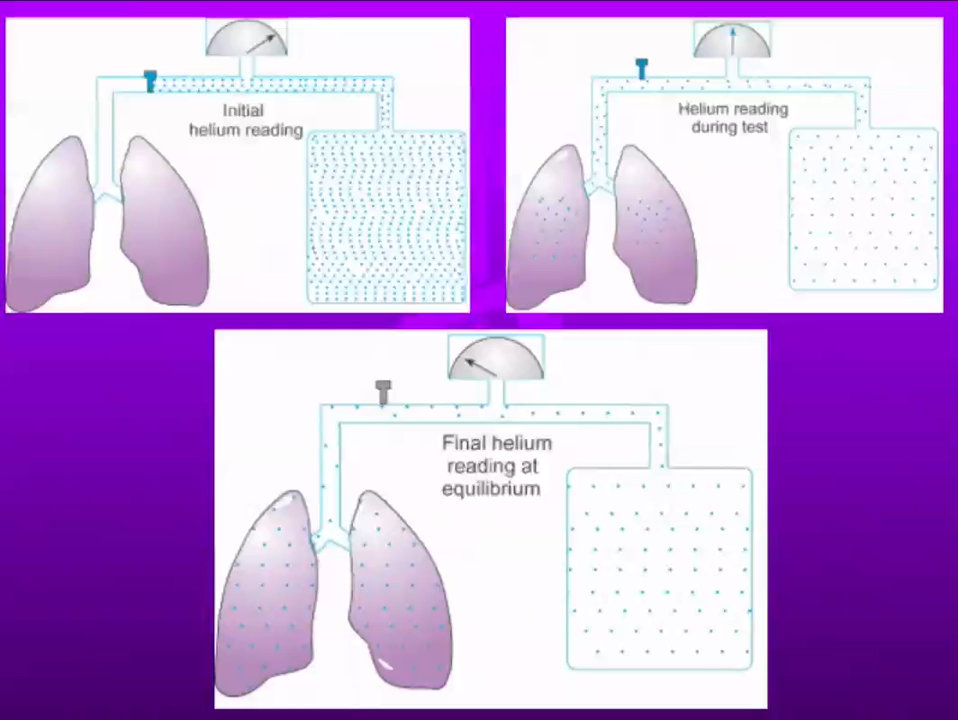 Initial
helium reading
Helium reading
during test
Final helium
reading at
equilibrium